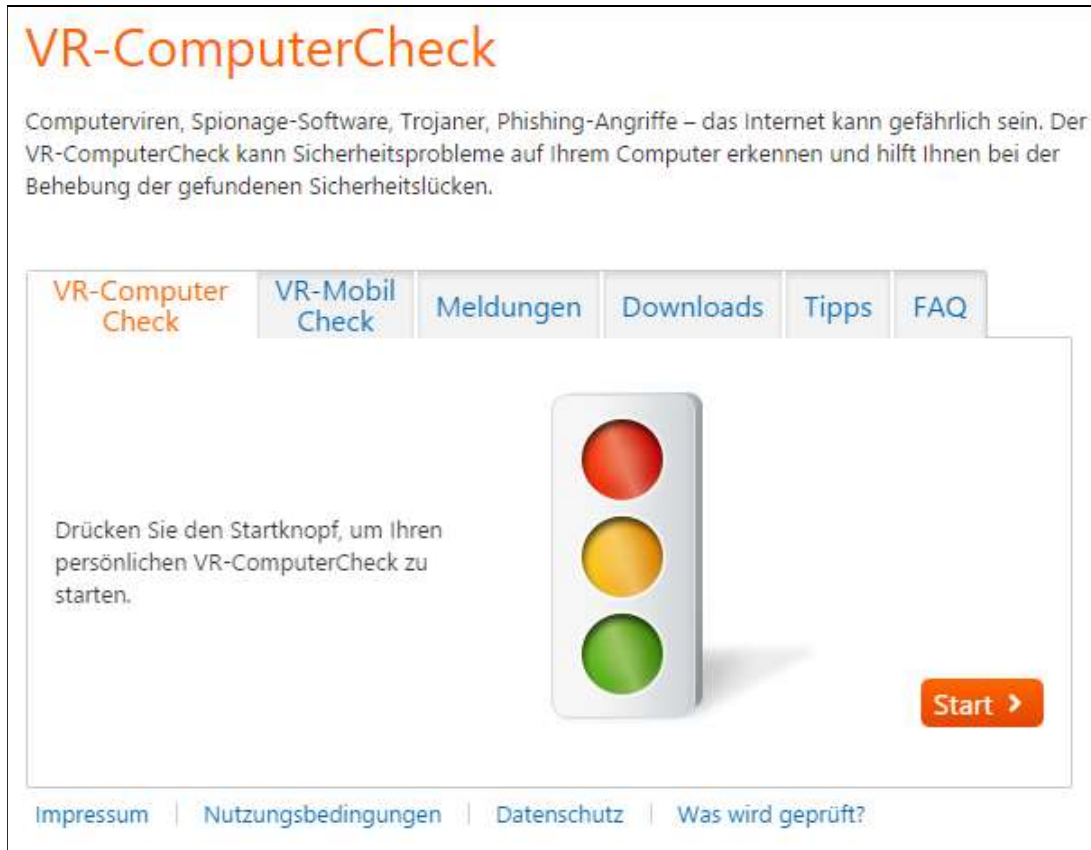 VR-ComputerCheck
Computerviren, Spionage-Software, Trojaner, Phishing-Angriffe – das Internet kann gefährlich sein. Der
VR-ComputerCheck kann Sicherheitsprobleme auf Ihrem Computer erkennen und hilft Ihnen bei der
Behebung der gefundenen Sicherheitslücken.
VR-Computer
Check
VR-Mobil
Check
Meldungen
Downloads
Tipps
FAQ
Drücken Sie den Startknopf, um Ihren
persönlichen VR-ComputerCheck zu
starten.
Start
Impressum | Nutzungsbedingungen | Datenschutz | Was wird geprüft?